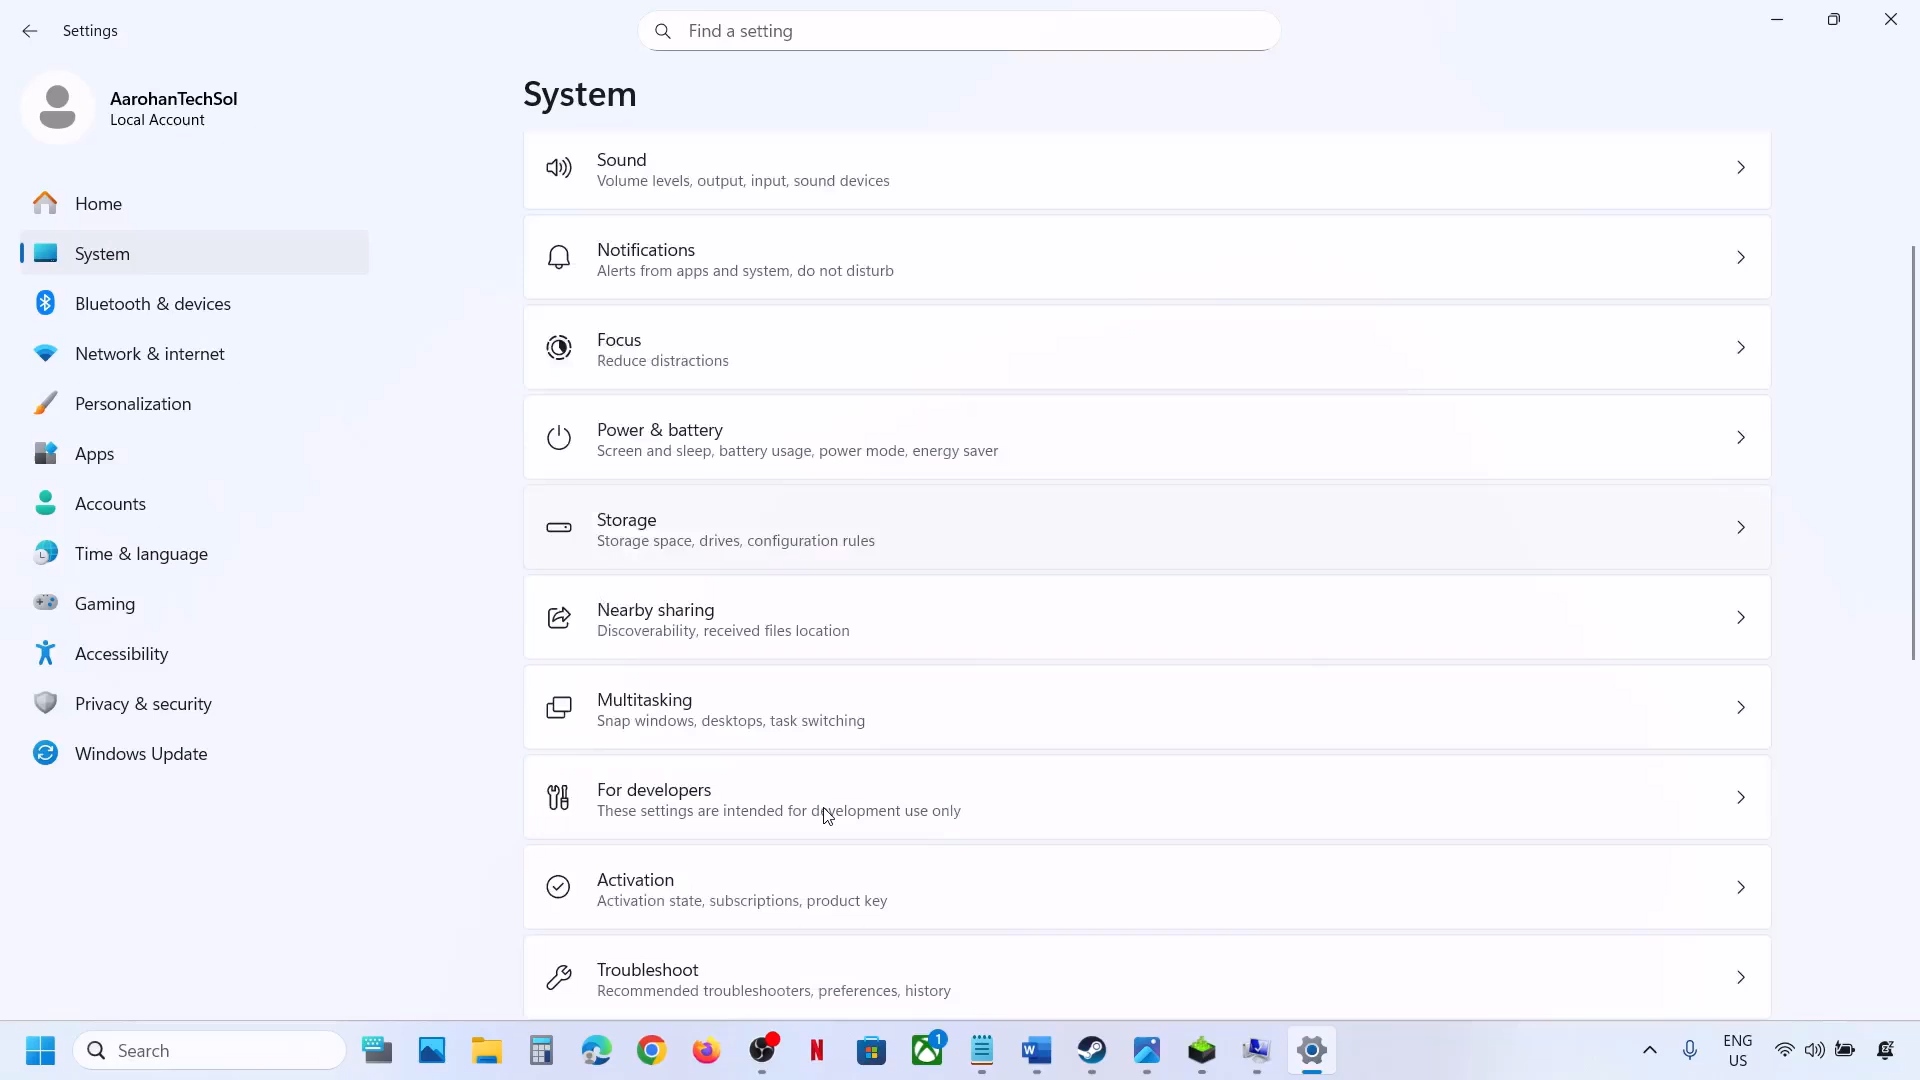 Settings
Find a setting
AarohanTechSol
Local Account
Home
System
Bluetooth & devices
Network & internet
Personalization
Apps
Accounts
Time & language
Gaming
Accessibility
Privacy & security
Windows Update
System
Sound
Volume levels, output, input, sound devices
Notifications
Alerts from apps and system, do not disturb
Focus
Reduce distractions
Power & battery
Screen and sleep, battery usage, power mode, energy saver
Storage
Storage space, drives, configuration rules
Nearby sharing
Discoverability, received files location
Multitasking
Snap windows, desktops, task switching
For developers
These settings are intended for development use only
Activation
Activation state, subscriptions, product key
Troubleshoot
Recommended troubleshooters, preferences, history
Search
1
ENG
US